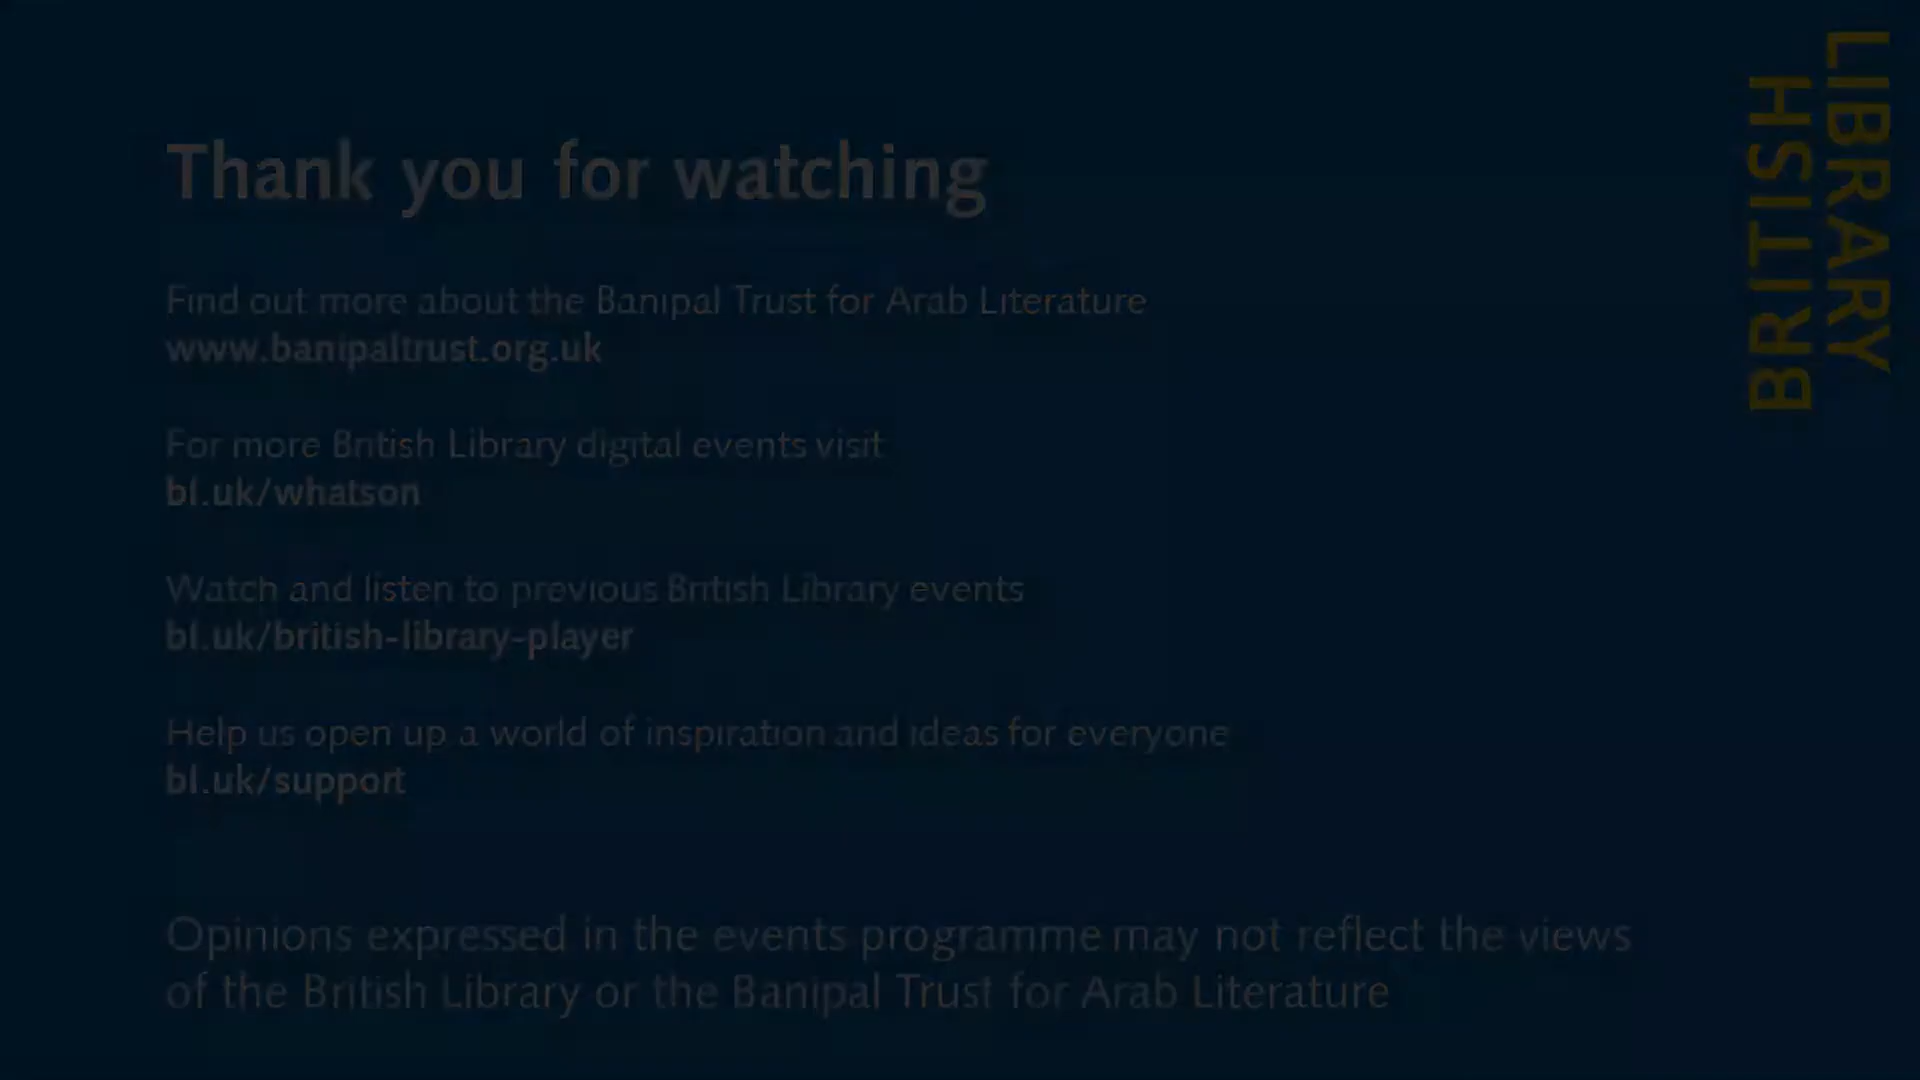 Thank you for watching
Find out more about the Banipal Trust for Arab Literature
www.banipaltrust.org.uk
For more British Library digital events visit
bl.uk/whatson
Watch and listen to previous British Library events
bl.uk/british-library-player
Help us open up a world of inspiration and ideas for everyone
bl.uk/support
Opinions expressed in the events programme may not reflect the views
of the British Library or the Banipal Trust for Arab Literature
BRITISH
LIBRARY